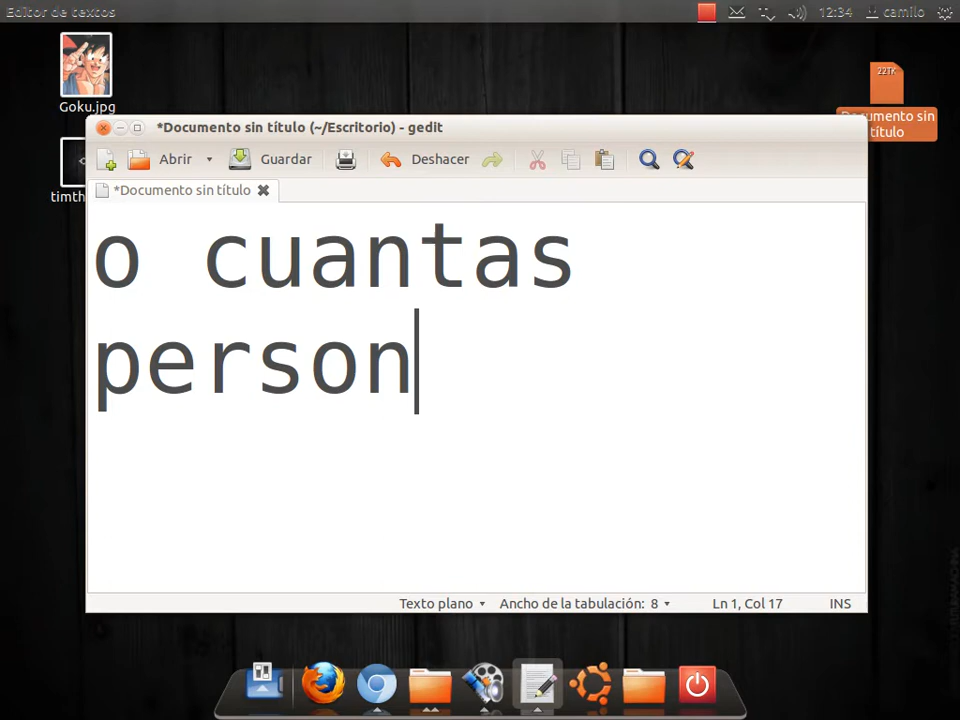 Editor de textos
12:34
camilo
Goku.jpg
22TK
Documento sin
título
*Documento sin título (~/Escritorio) - gedit
Abrir
Guardar
Deshacer
*Documento sin título
o cuantas
person
Texto plano
Ancho de la tabulación: 8
Ln 1, Col 17
INS